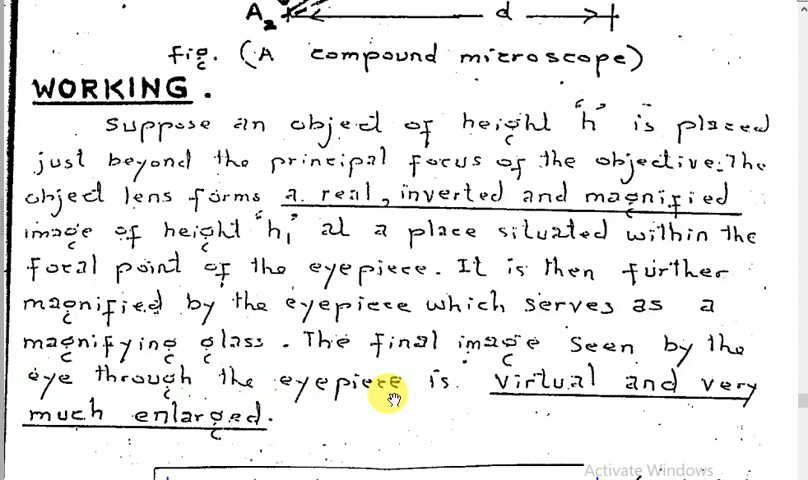 A₂ d
fig. (A compound microscope)
WORKING.
Suppose an object of height "h" is placed
just beyond the principal focus of the objective. The
object lens forms a real, inverted and magnified
image of height "h₁ at a place situated within the
focal point of the eyepiece. It is then further
magnified by the eyepiece which serves as a
magnifying glass. The final image seen by the
eye through the eyepiece is virtual and very
much enlarged.
Activate Windows